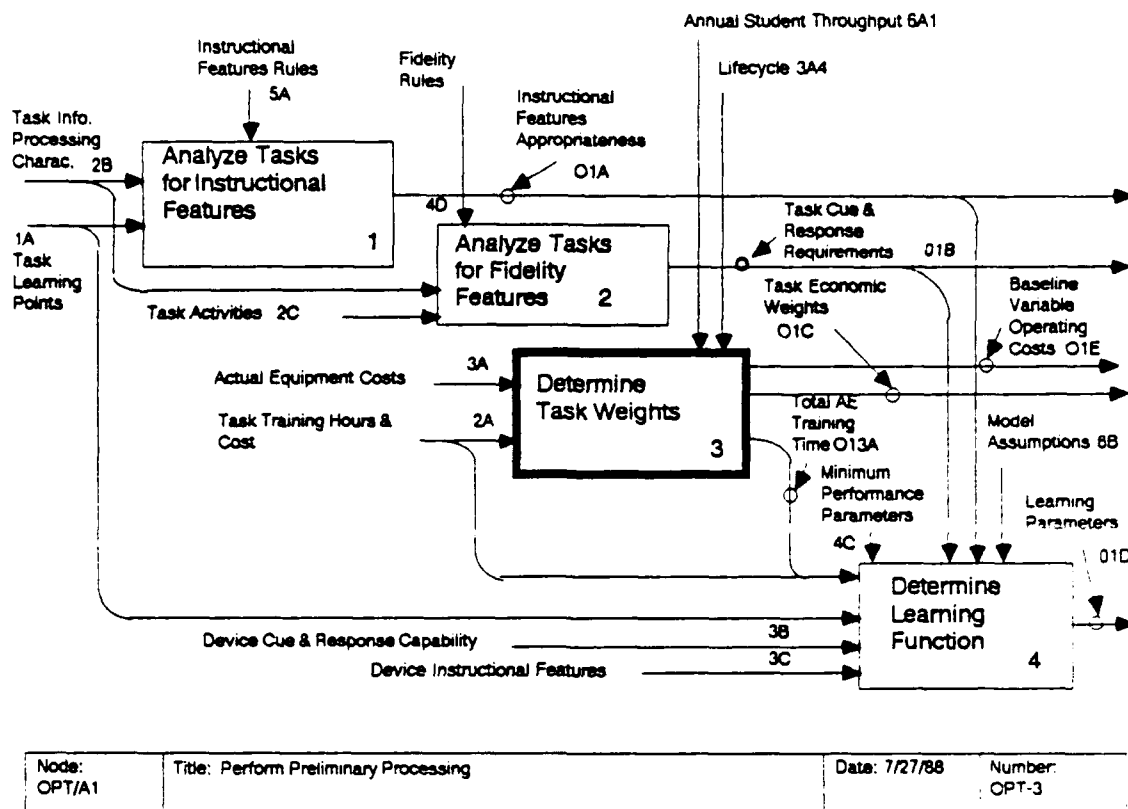 Annual Student Throughput 6A1
Instructional
Features Rules
5A
Fidelity
Rules
Lifecycle 3A4
Instructional
Features
Appropriateness
O1A
Task Info.
Processing
Charac. 2B
Analyze Tasks
for Instructional
Features
1
4D
Task Cue &
Response
Requirements
01B
1A
Task
Learning
Points
Analyze Tasks
for Fidelity
Features
2
Task Activities 2C
Task Economic
Weights
O1C
Baseline
Variable
Operating
Costs O1E
Actual Equipment Costs
3A
Determine
Task Weights
3
Task Training Hours &
Cost
2A
Total AE
Training
Time O13A
Model
Assumptions 6B
Minimum
Performance
Parameters
4C
Learning
Parameters
01D
Determine
Learning
Function
4
Device Cue & Response Capability
3B
Device Instructional Features
3C
Node:
OPT/A1
Title: Perform Preliminary Processing
Date: 7/27/88
Number:
OPT-3